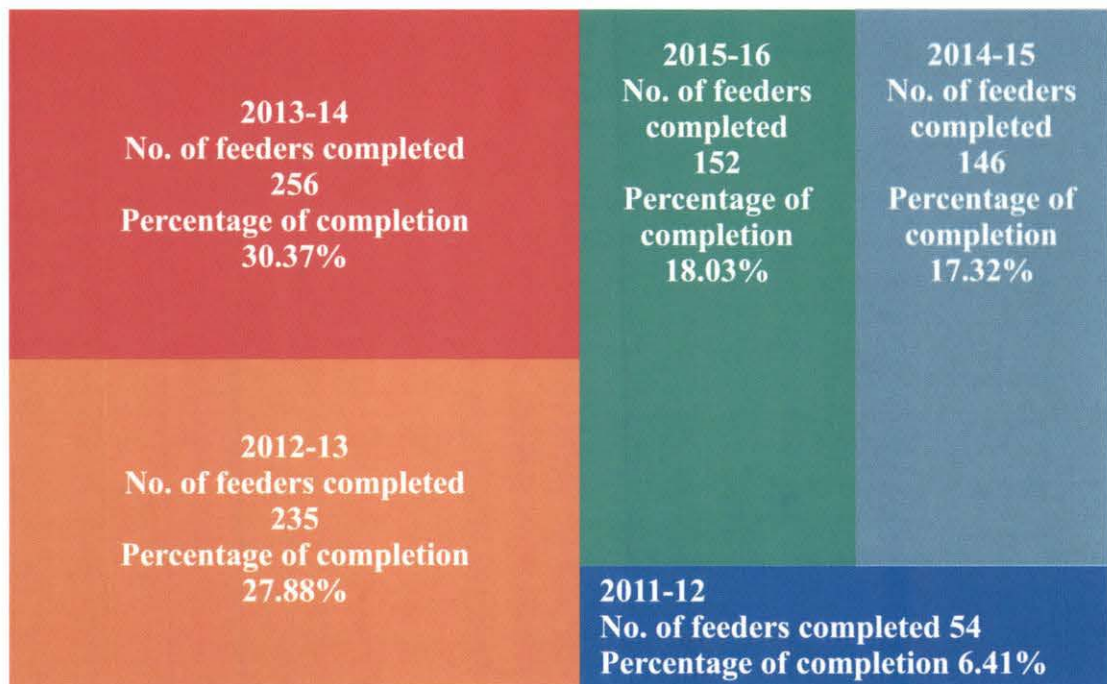 2013-14
No. of feeders completed
256
Percentage of completion
30.37%
2012-13
No. of feeders completed
235
Percentage of completion
27.88%
2015-16
No. of feeders
completed
152
Percentage of
completion
18.03%
2014-15
No. of feeders
completed
146
Percentage of
completion
17.32%
2011-12
No. of feeders completed 54
Percentage of completion 6.41%